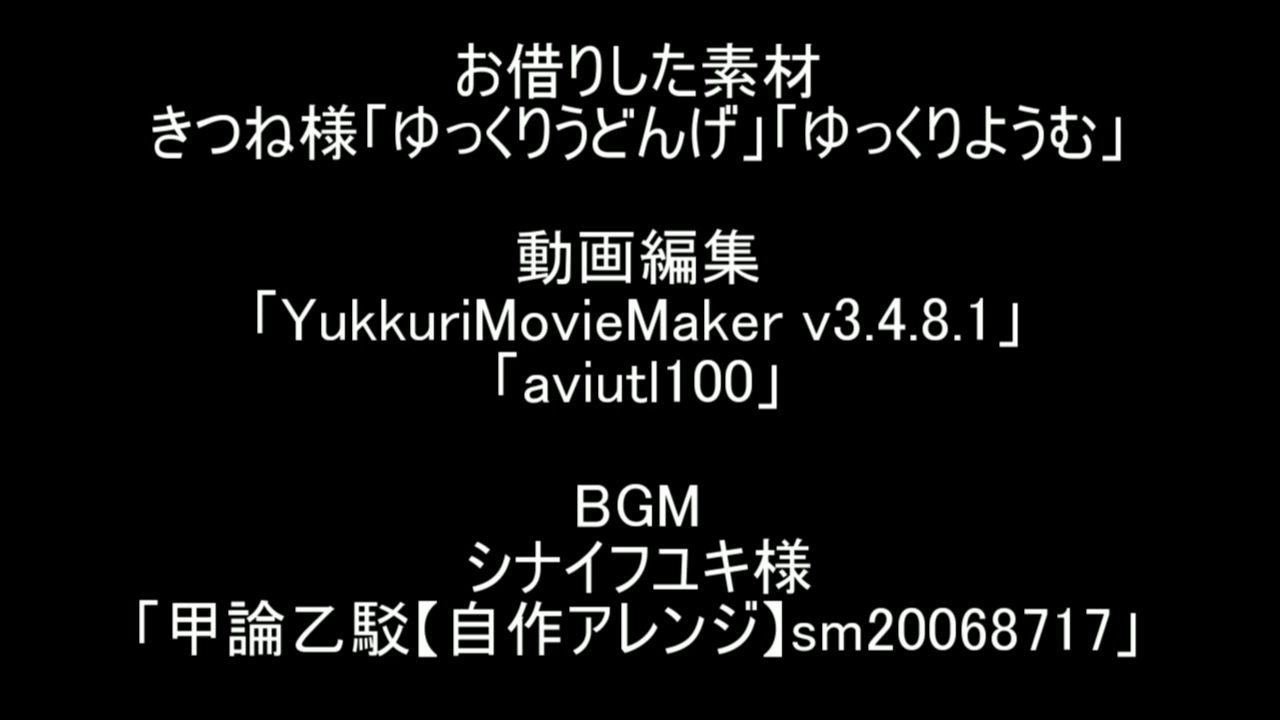 お借りした素材
きつね様「ゆっくりうどんげ」「ゆっくりようむ」
動画編集
「YukkuriMovieMaker v3.4.8.1」
「aviutl100」
BGM
シナイフユキ様
「甲論乙駁【自作アレンジ】sm20068717」